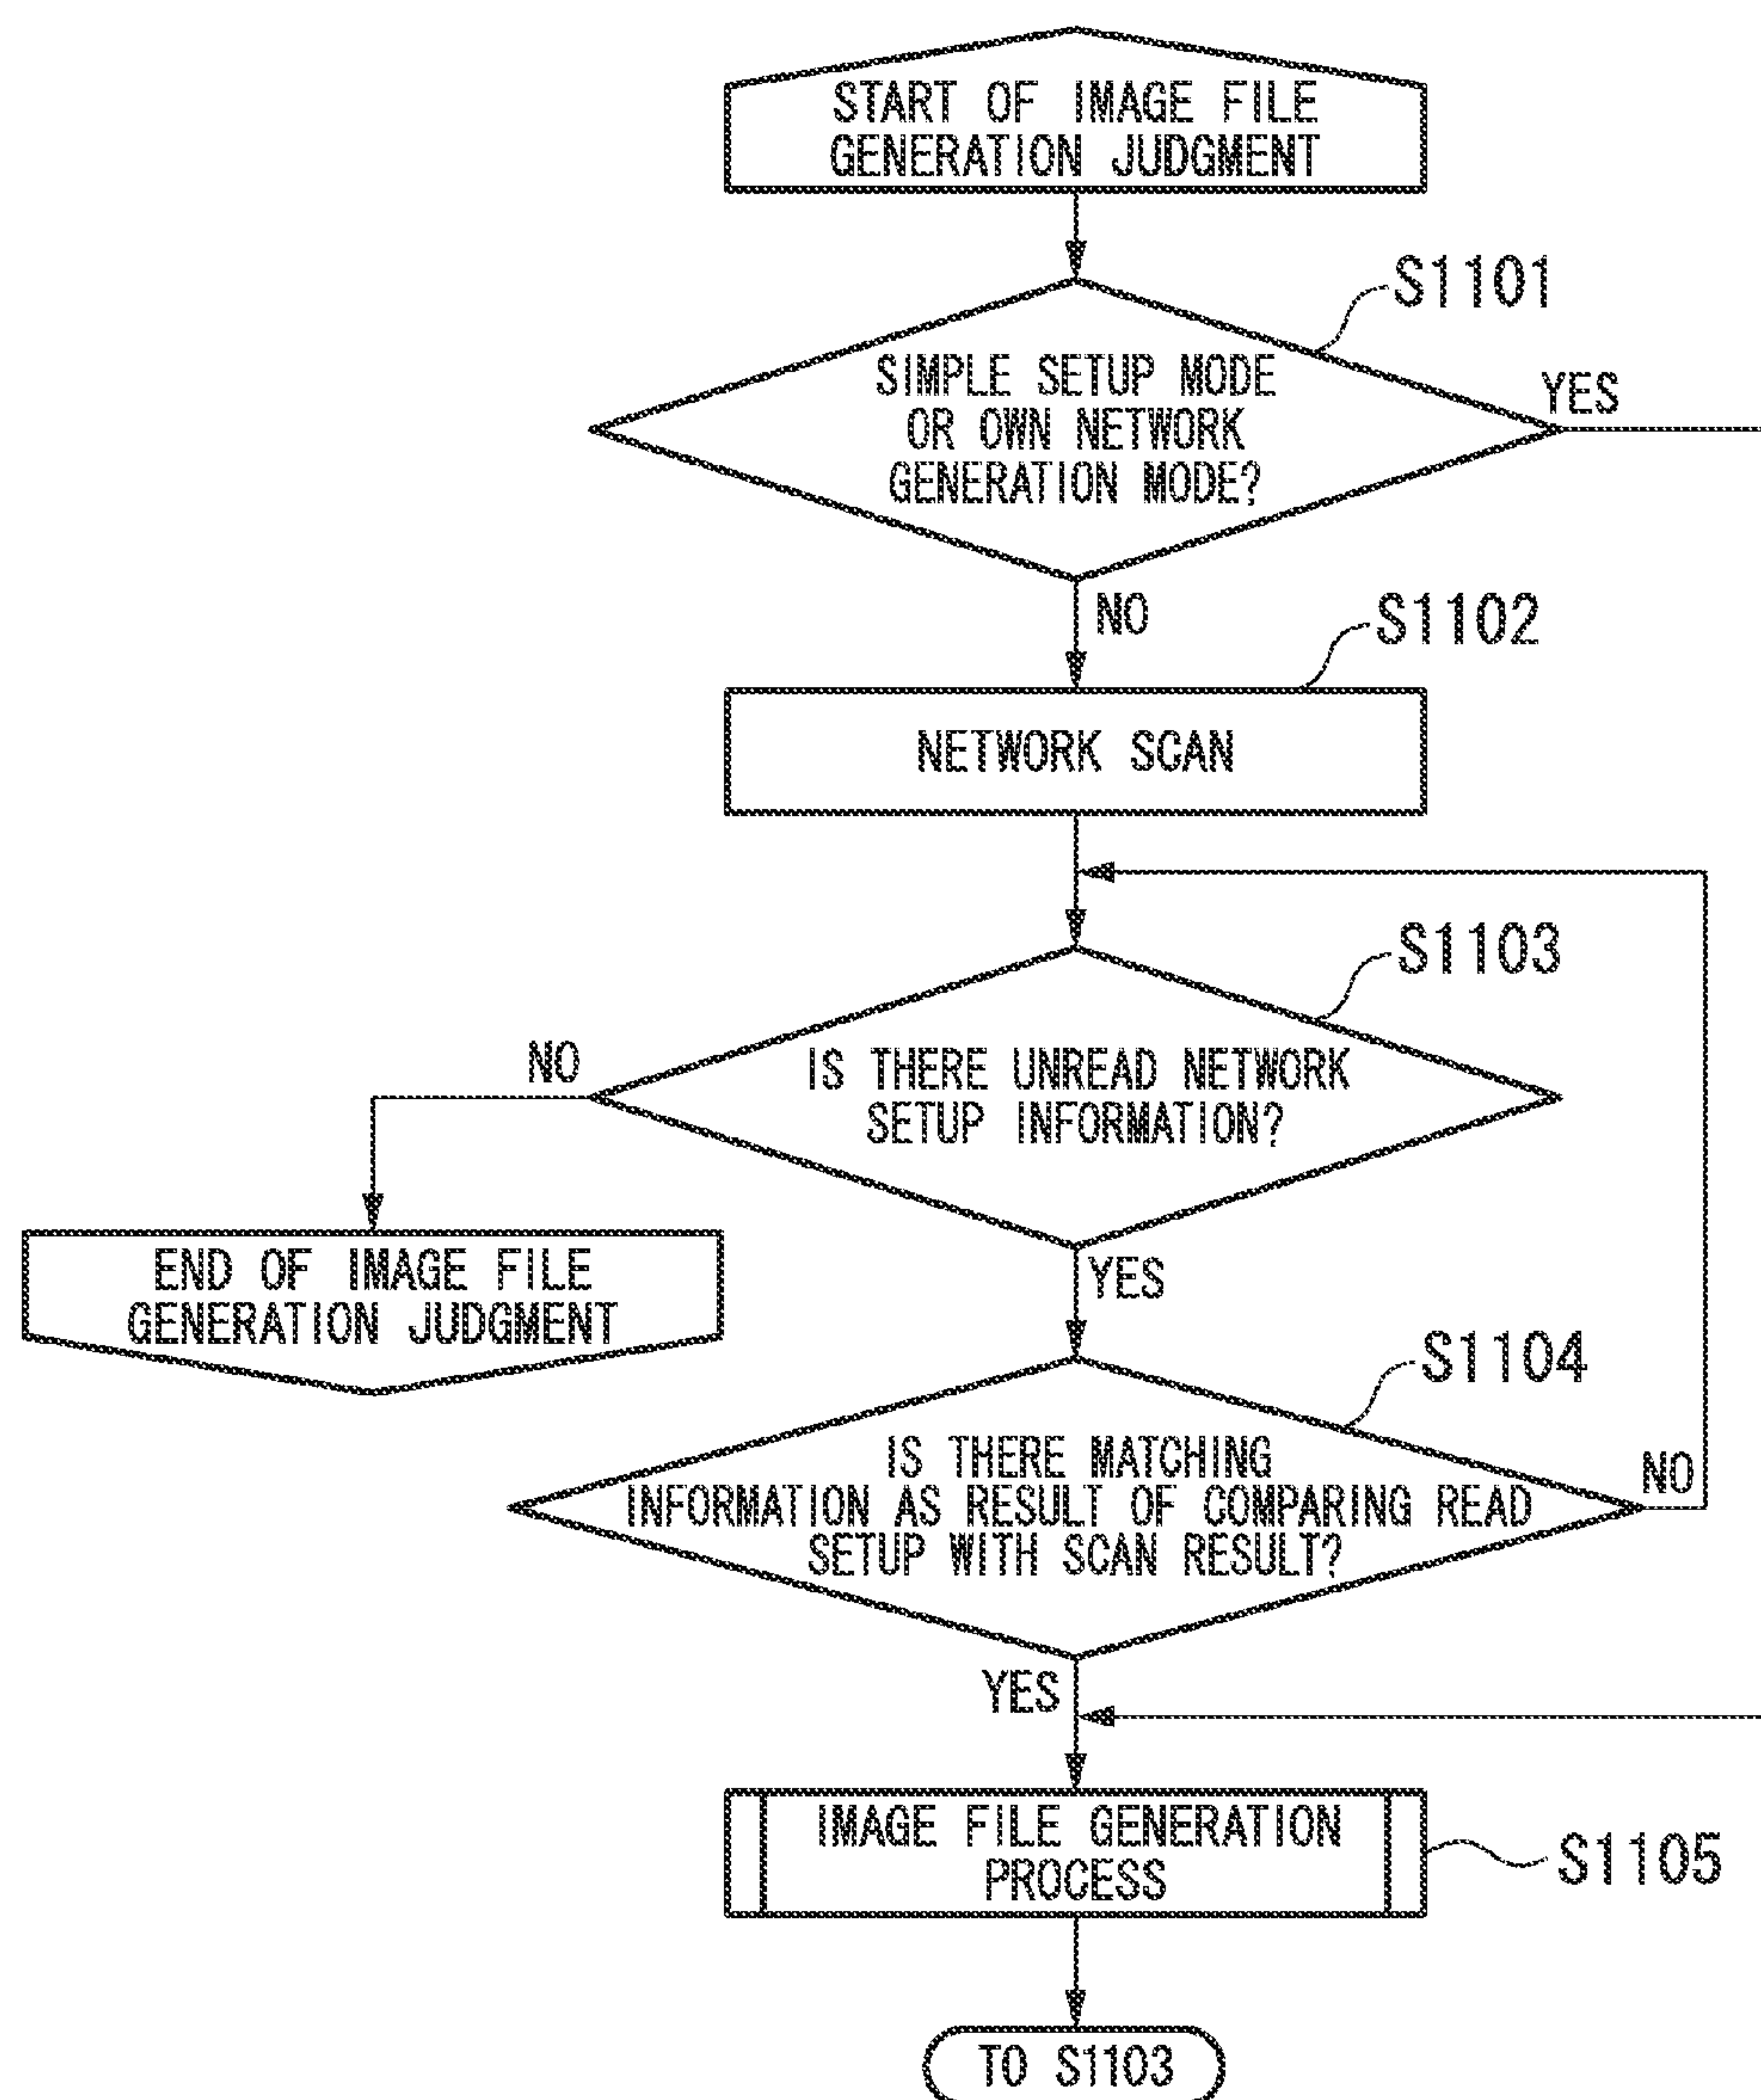 START OF IMAGE FILE
GENERATION JUDGMENT
S1101
SIMPLE SETUP MODE
OR OWN NETWORK
GENERATION MODE?
YES
NO
S1102
NETWORK SCAN
S1103
NO
IS THERE UNREAD NETWORK
SETUP INFORMATION?
END OF IMAGE FILE
GENERATION JUDGMENT
YES
S1104
IS THERE MATCHING
INFORMATION AS RESULT OF COMPARING READ
SETUP WITH SCAN RESULT?
NO
YES
IMAGE FILE GENERATION
PROCESS
S1105
TO S1103